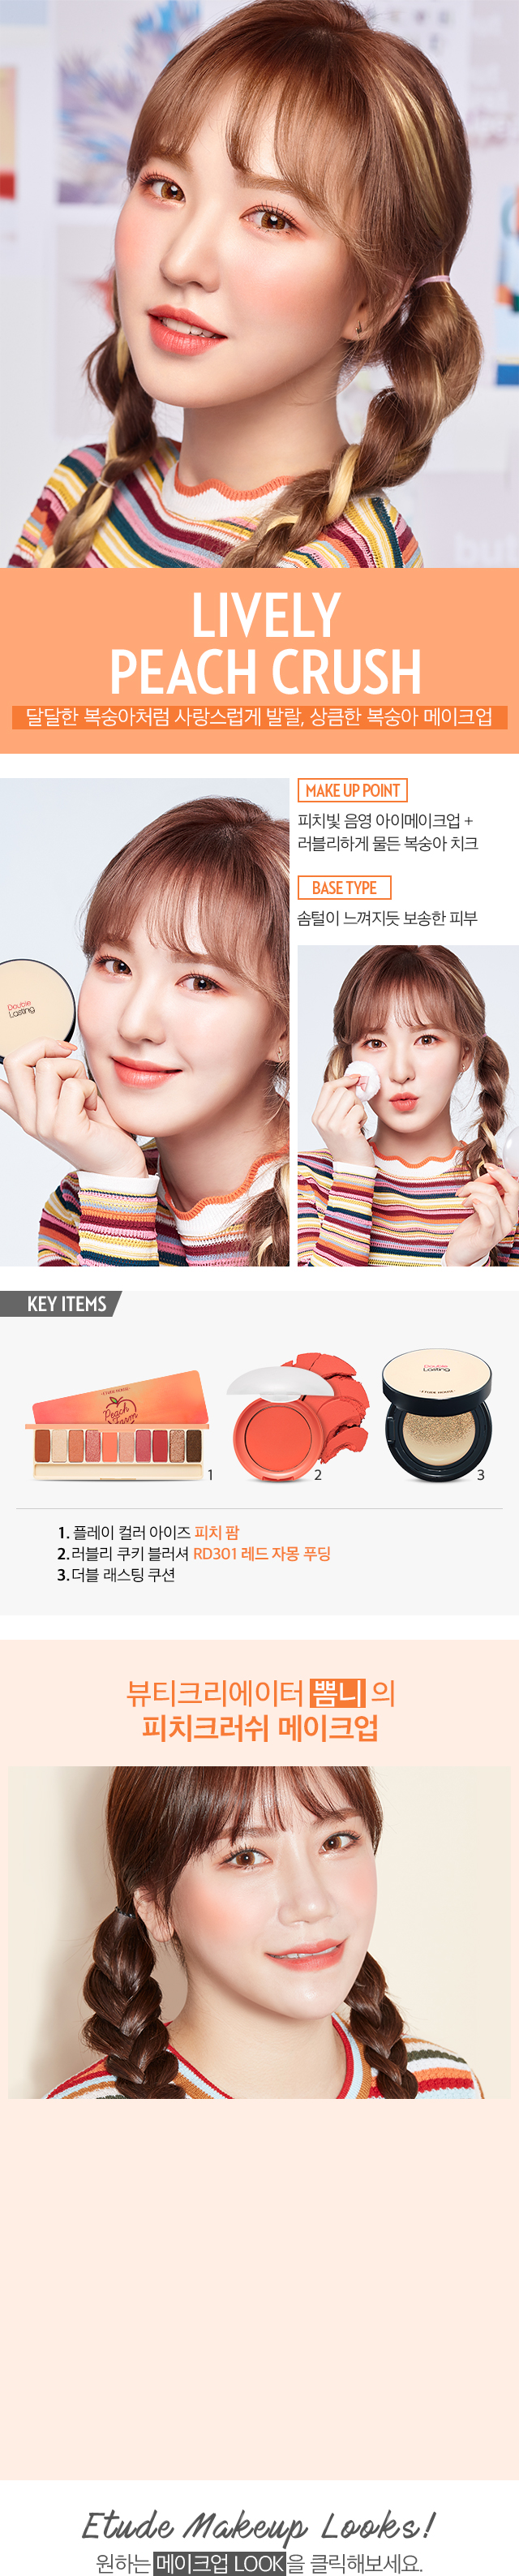 LIVELY
PEACH CRUSH
달달한 복숭아처럼 사랑스럽게 발랄, 상큼한 복숭아 메이크업
MAKE UP POINT
피치빛 음영 아이메이크업 +
러블리하게 물든 복숭아 치크
BASE TYPE
솜털이 느껴지듯 보송한 피부
Double
Lasting
KEY ITEMS
ETUDE HOUSE
Peach
Farm
Double
Lasting
ETUDE HOUSE
1
2
3
1. 플레이 컬러 아이즈 피치 팜
2. 러블리 쿠키 블러셔 RD301 레드 자몽 푸딩
3. 더블 래스팅 쿠션
뷰티크리에이터 뽐니 의
피치크러쉬 메이크업
Etude Makeup Looks!
원하는 메이크업 LOOK을 클릭해보세요.